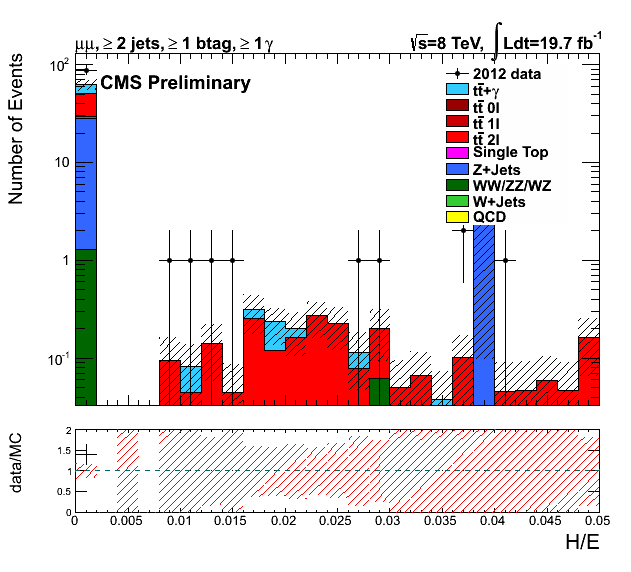 μμ, ≥ 2 jets, ≥ 1 btag, ≥ 1 γ
√s=8 TeV, ∫ Ldt=19.7 fb⁻¹
CMS Preliminary
Number of Events
10²
10
1
10⁻¹
2012 data
tt̄+γ
tt̄ 0l
tt̄ 1l
tt̄ 2l
Single Top
Z+Jets
WW/ZZ/WZ
W+Jets
QCD
data/MC
2
1.5
1
0.5
0
0 0.005 0.01 0.015 0.02 0.025 0.03 0.035 0.04 0.045 0.05
H/E